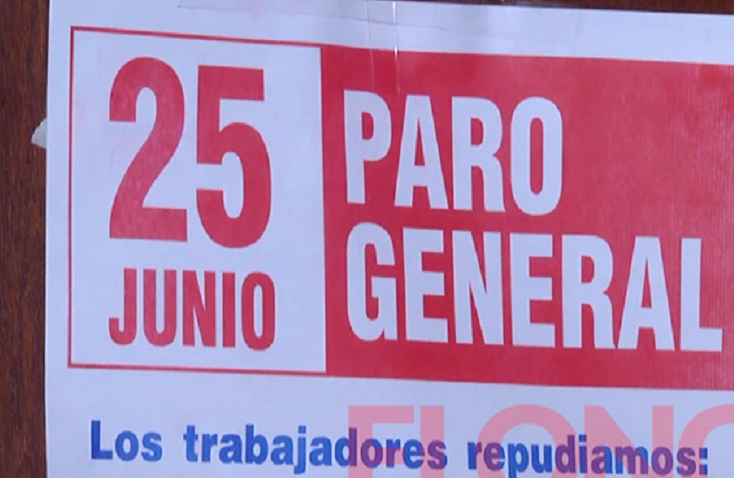 25
JUNIO
PARO
GENERAL
Los trabajadores repudiamos: